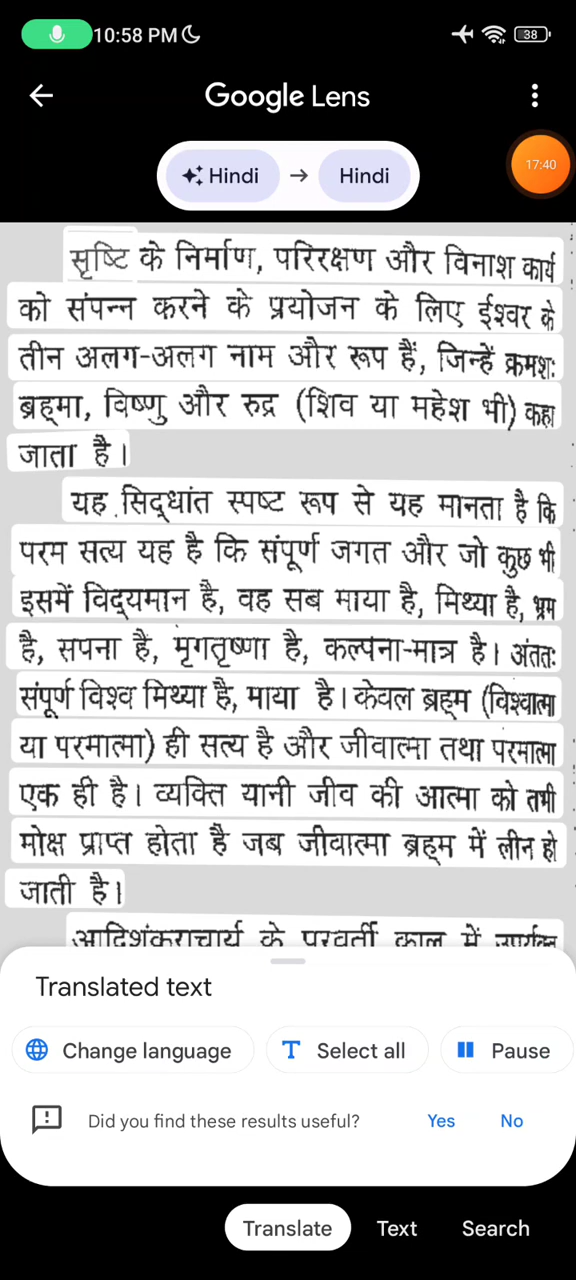 10:58 PM
38
Google Lens
17:40
Hindi → Hindi
सृष्टि के निर्माण, परिरक्षण और विनाश कार्य
को संपन्न करने के प्रयोजन के लिए ईश्वर के
तीन अलग-अलग नाम और रूप हैं, जिन्हें क्रमशः
ब्रह्मा, विष्णु और रुद्र (शिव या महेश भी) कहा
जाता है।
यह सिद्धांत स्पष्ट रूप से यह मानता है कि
परम सत्य यह है कि संपूर्ण जगत और जो कुछ भी
इसमें विद्यमान है, वह सब माया है, मिथ्या है, भ्रम
है, सपना है, मृगतृष्णा है, कल्पना-मात्र है। अंततः
संपूर्ण विश्व मिथ्या है, माया है। केवल ब्रह्म (विश्वात्मा
या परमात्मा) ही सत्य है और जीवात्मा तथा परमात्मा
एक ही है। व्यक्ति यानी जीव की आत्मा को तभी
मोक्ष प्राप्त होता है जब जीवात्मा ब्रह्म में लीन हो
जाती है।
आदिशंकराचार्य के परवर्ती काल में उपर्युक्त
Translated text
Change language
Select all
Pause
Did you find these results useful?
Yes
No
Translate
Text
Search